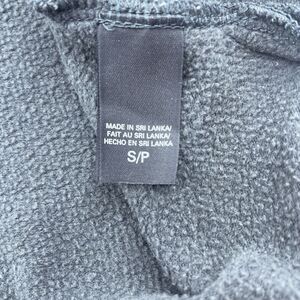 MADE IN SRI LANKA/
FAIT AU SRI LANKA/
HECHO EN SRI LANKA
S/P